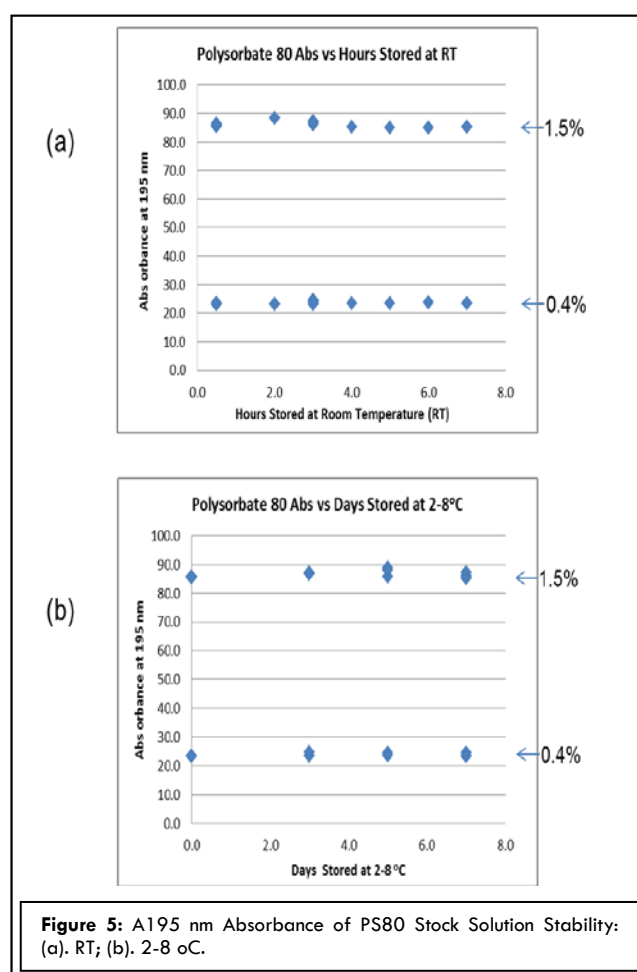 (a)
Polysorbate 80 Abs vs Hours Stored at RT
Abs orbance at 195 nm
100.0
90.0
80.0
70.0
60.0
50.0
40.0
30.0
20.0
10.0
0.0
0.0 2.0 4.0 6.0 8.0
Hours Stored at Room Temperature (RT)
1.5%
0.4%
(b)
Polysorbate 80 Abs vs Days Stored at 2-8°C
Abs orbance at 195 nm
100.0
90.0
80.0
70.0
60.0
50.0
40.0
30.0
20.0
10.0
0.0
0.0 2.0 4.0 6.0 8.0
Days Stored at 2-8 °C
1.5%
0.4%
Figure 5: A195 nm Absorbance of PS80 Stock Solution Stability:
(a). RT; (b). 2-8 oC.